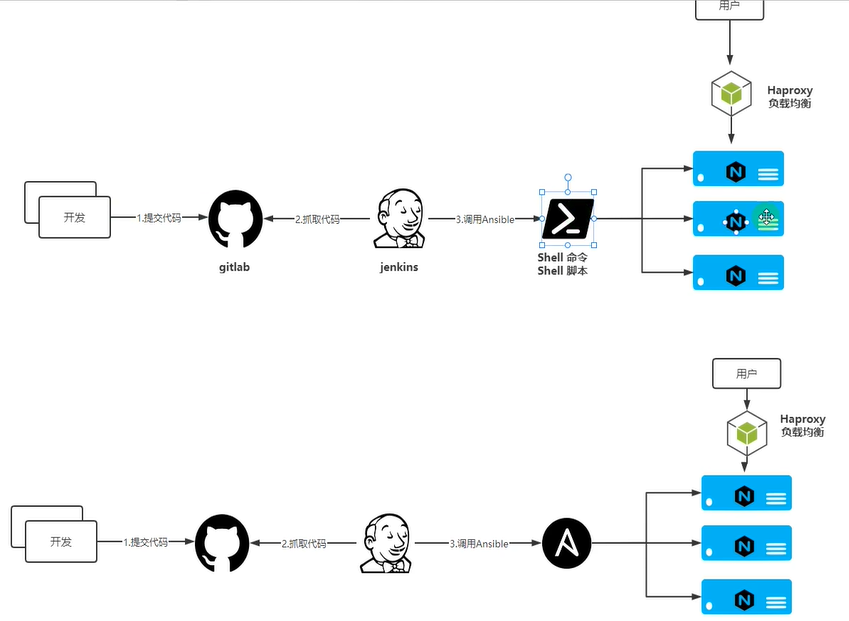 用户
Haproxy
负载均衡
开发
1.提交代码
2.抓取代码
3.调用Ansible
gitlab
jenkins
Shell 命令
Shell 脚本
N
N
N
用户
Haproxy
负载均衡
开发
1.提交代码
2.抓取代码
3.调用Ansible
N
N
N